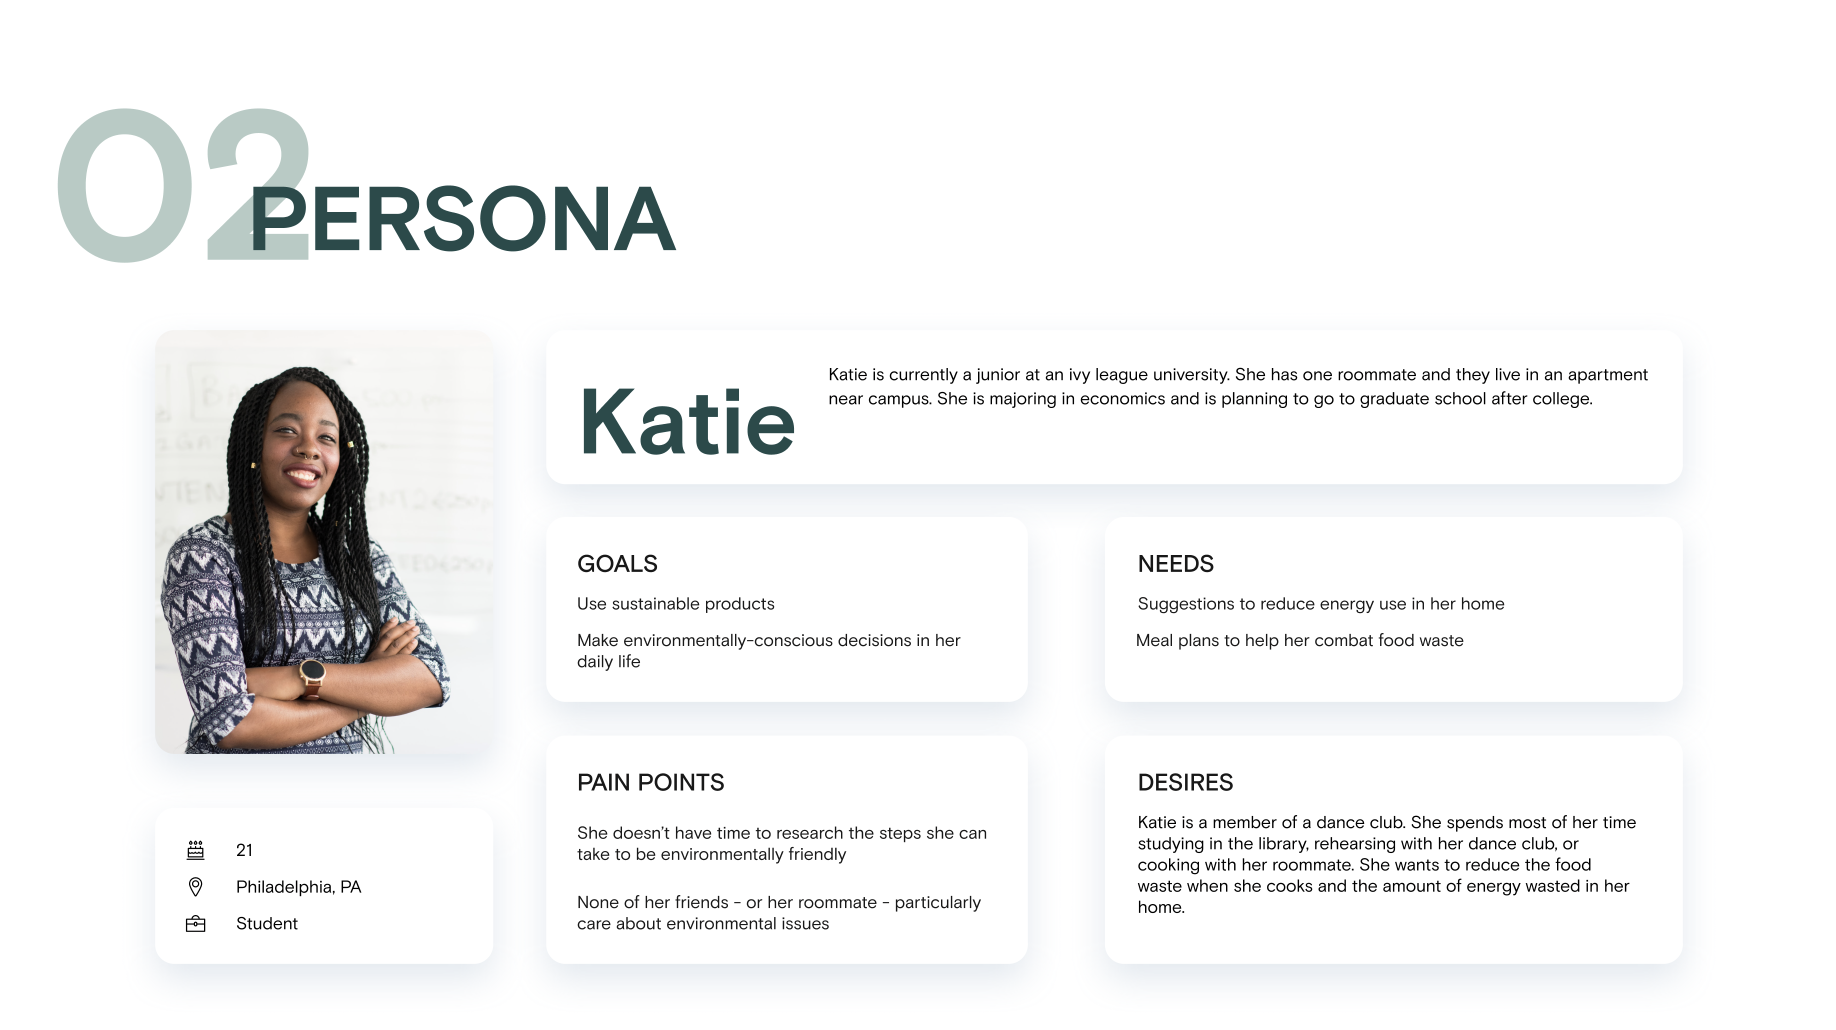 02
PERSONA
Katie
Katie is currently a junior at an ivy league university. She has one roommate and they live in an apartment
near campus. She is majoring in economics and is planning to go to graduate school after college.
GOALS
Use sustainable products
Make environmentally-conscious decisions in her
daily life
NEEDS
Suggestions to reduce energy use in her home
Meal plans to help her combat food waste
PAIN POINTS
She doesn't have time to research the steps she can
take to be environmentally friendly
None of her friends - or her roommate - particularly
care about environmental issues
DESIRES
Katie is a member of a dance club. She spends most of her time
studying in the library, rehearsing with her dance club, or
cooking with her roommate. She wants to reduce the food
waste when she cooks and the amount of energy wasted in her
home.
21
Philadelphia, PA
Student